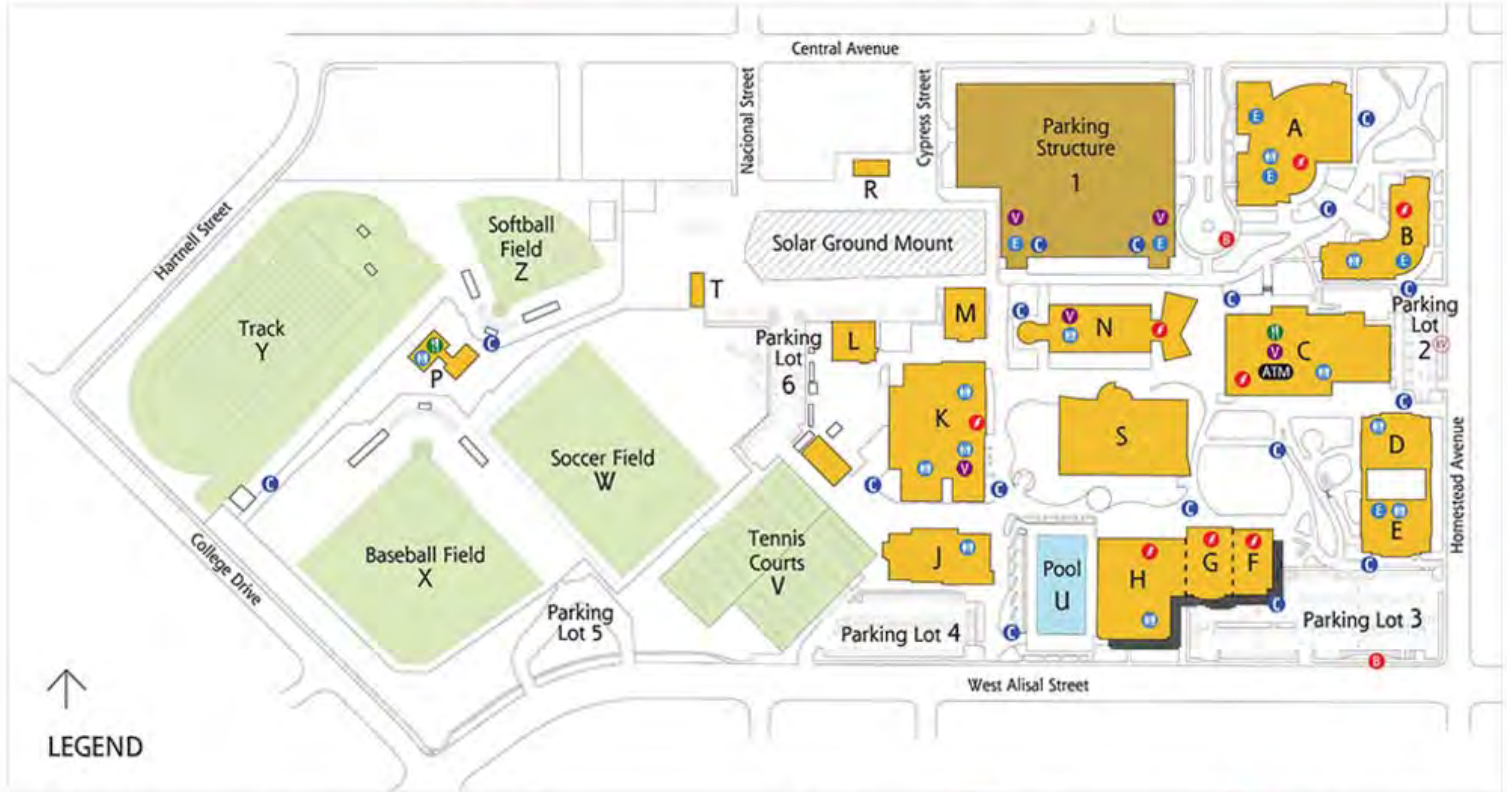 Central Avenue
Nacional Street
Cypress Street
Hartnell Street
College Drive
West Alisal Street
Homestead Avenue
Parking
Structure
1
V
V
E
C
C
E
E
A
C
E
C
B
B
E
C
R
Solar Ground Mount
Softball
Field
Z
Track
Y
T
C
P
C
Parking
Lot
6
L
M
C
V
N
C
V
C
ATM
Parking
Lot
2
EV
C
K
V
C
C
S
C
C
D
E
E
C
Soccer Field
W
Baseball Field
X
Tennis
Courts
V
J
Pool
U
C
H
G
F
C
Parking
Lot 5
Parking Lot 4
Parking Lot 3
B
LEGEND